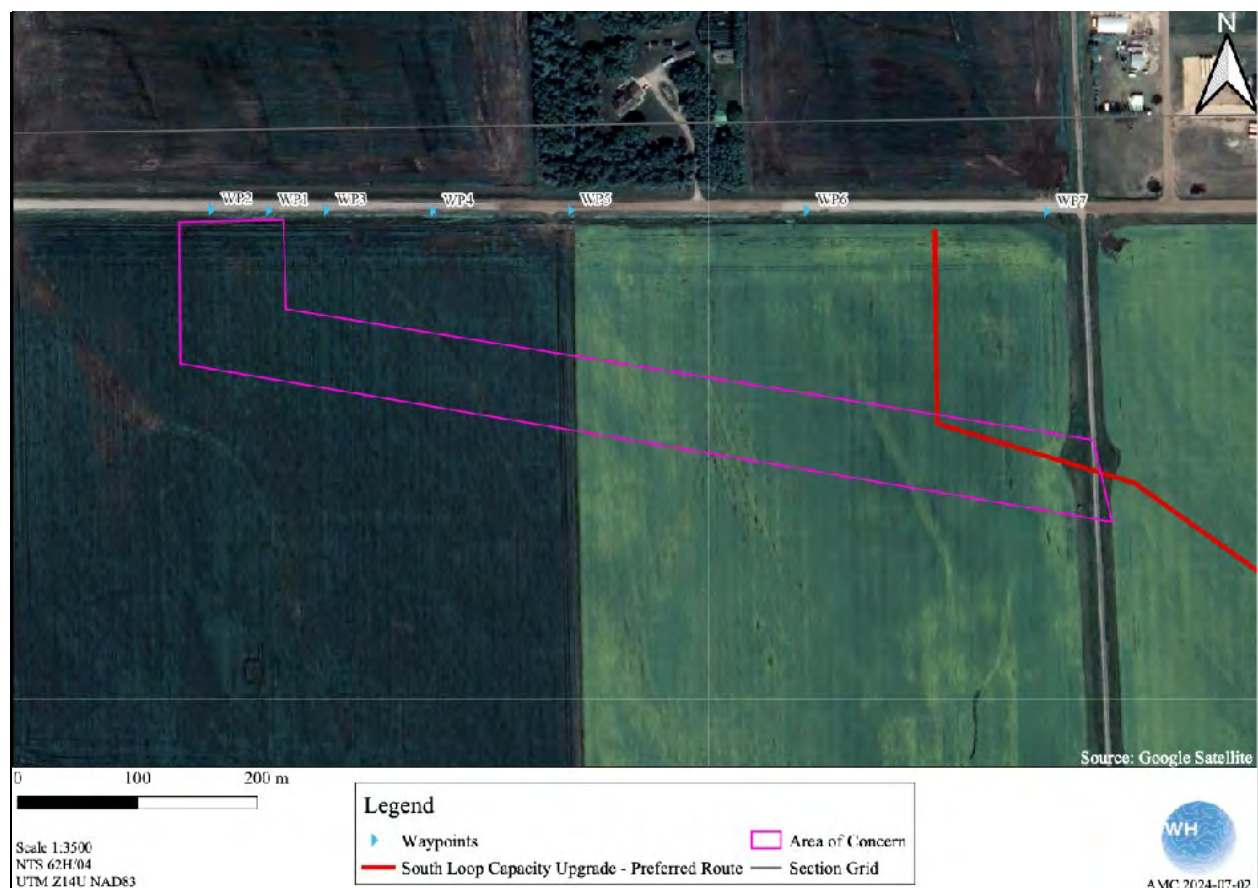 N
WP2 WP1 WP3 WP4 WP5 WP6 WP7
Source: Google Satellite
0 100 200 m
Legend
Waypoints Area of Concern
South Loop Capacity Upgrade - Preferred Route Section Grid
Scale 1:3500
NTS 62H/04
UTM Z14U NAD83
WH
AMC 2024-07-02